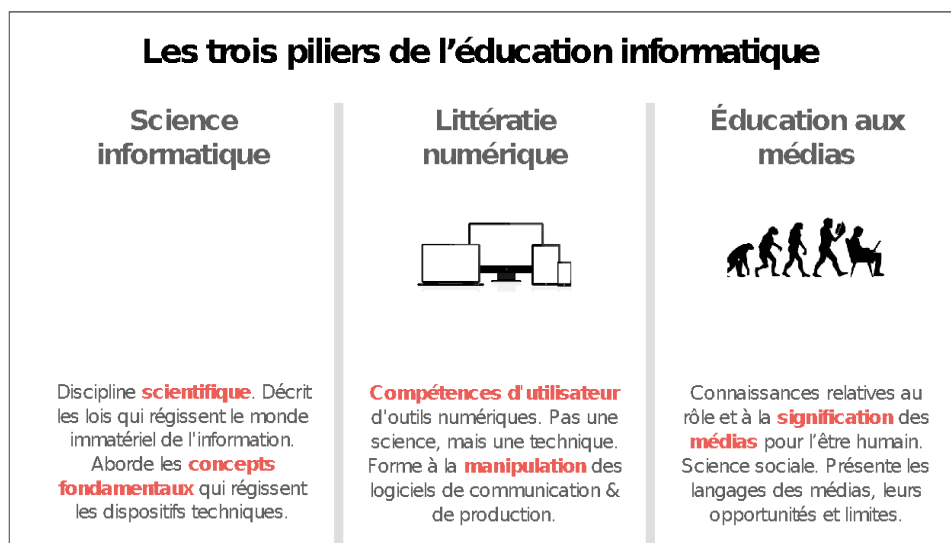 Les trois piliers de l’éducation informatique
Science
informatique
Discipline scientifique. Décrit
les lois qui régissent le monde
immatériel de l'information.
Aborde les concepts
fondamentaux qui régissent
les dispositifs techniques.
Littératie
numérique
Compétences d'utilisateur
d'outils numériques. Pas une
science, mais une technique.
Forme à la manipulation des
logiciels de communication &
de production.
Éducation aux
médias
Connaissances relatives au
rôle et à la signification des
médias pour l’être humain.
Science sociale. Présente les
langages des médias, leurs
opportunités et limites.